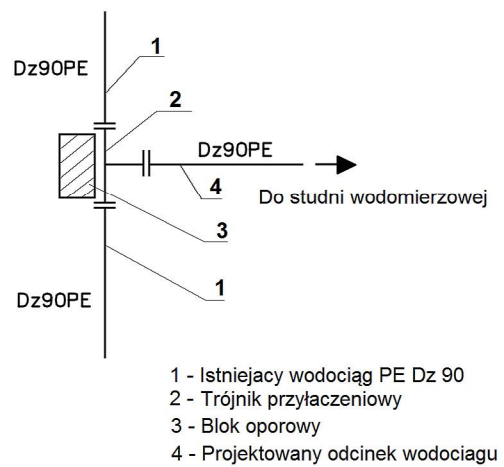 1
Dz90PE
2
Dz90PE
4
Do studni wodomierzowej
3
1
Dz90PE
1 - Istniejacy wodociąg PE Dz 90
2 - Trójnik przyłaczeniowy
3 - Blok oporowy
4 - Projektowany odcinek wodociagu